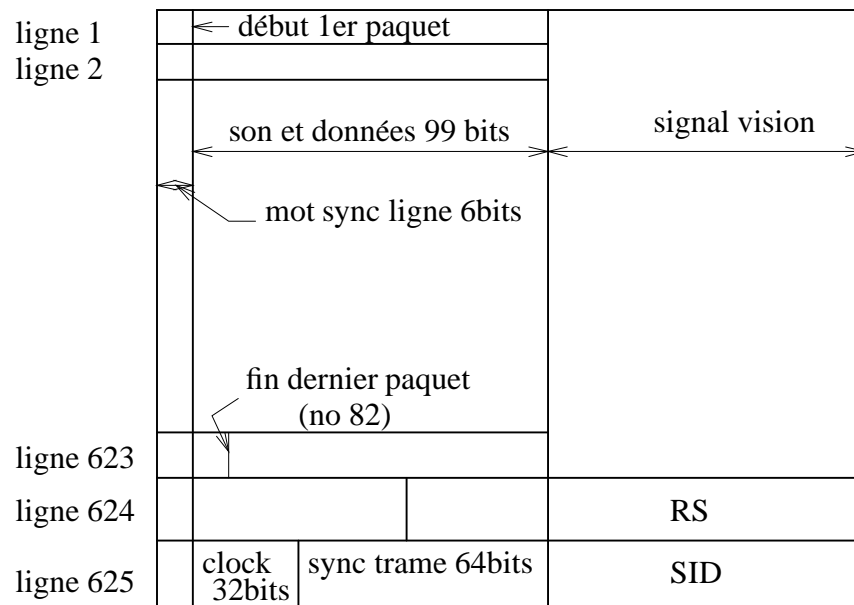 ligne 1
début 1er paquet
ligne 2
son et données 99 bits
signal vision
mot sync ligne 6bits
fin dernier paquet
(no 82)
ligne 623
ligne 624
RS
ligne 625
clock
32bits
sync trame 64bits
SID